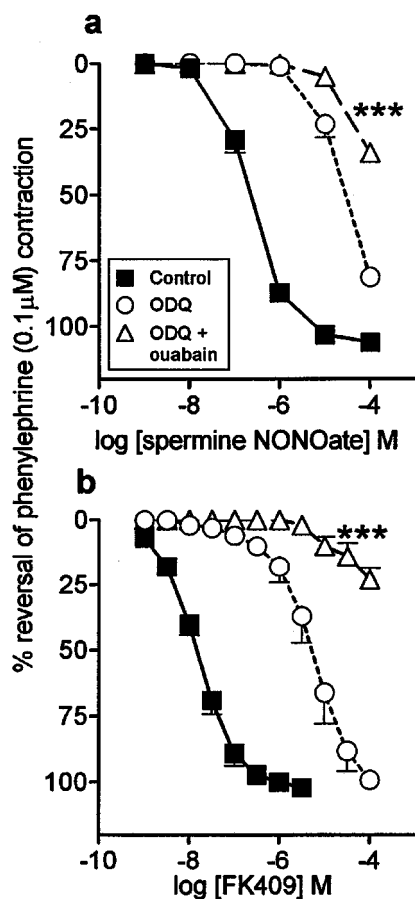 a
0
25
50
75
100
***
Control
ODQ
ODQ +
ouabain
-10
-8
-6
-4
log [spermine NONOate] M
% reversal of phenylephrine (0.1µM) contraction
b
0
25
50
75
100
***
-10
-8
-6
-4
log [FK409] M